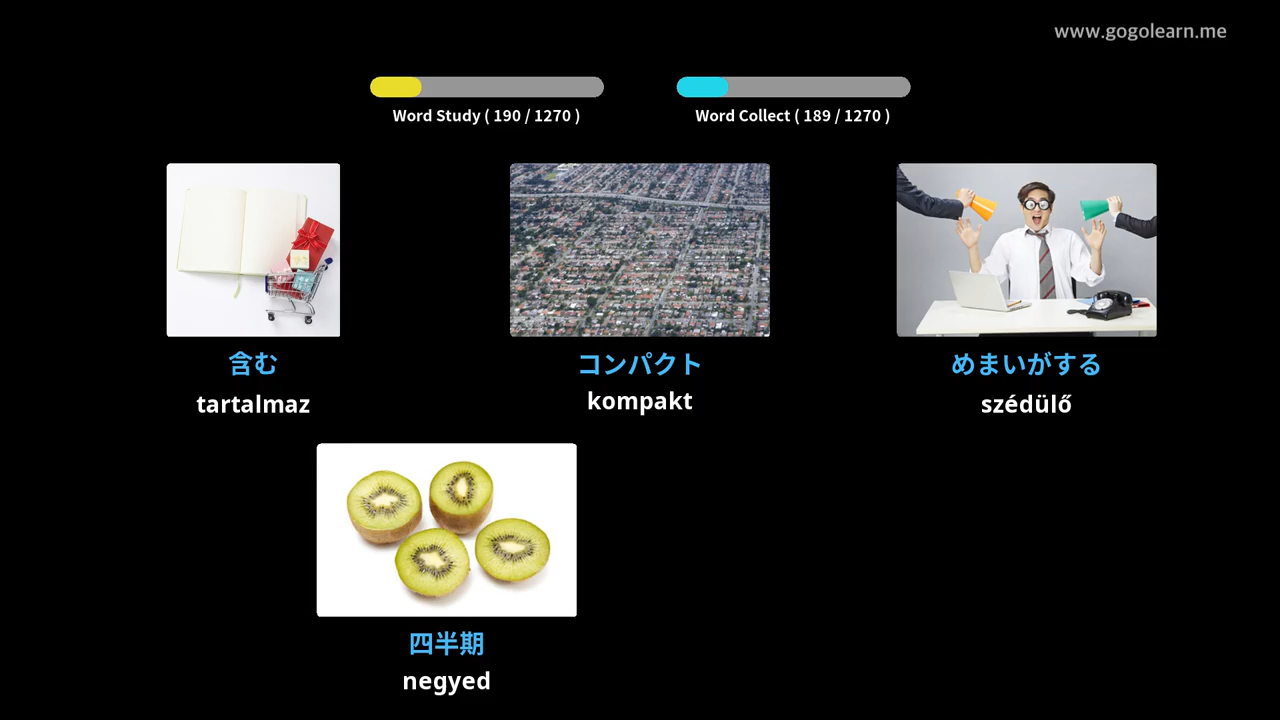 www.gogolearn.me
Word Study ( 190 / 1270 )
Word Collect ( 189 / 1270 )
含む
tartalmaz
コンパクト
kompakt
めまいがする
szédülő
四半期
negyed